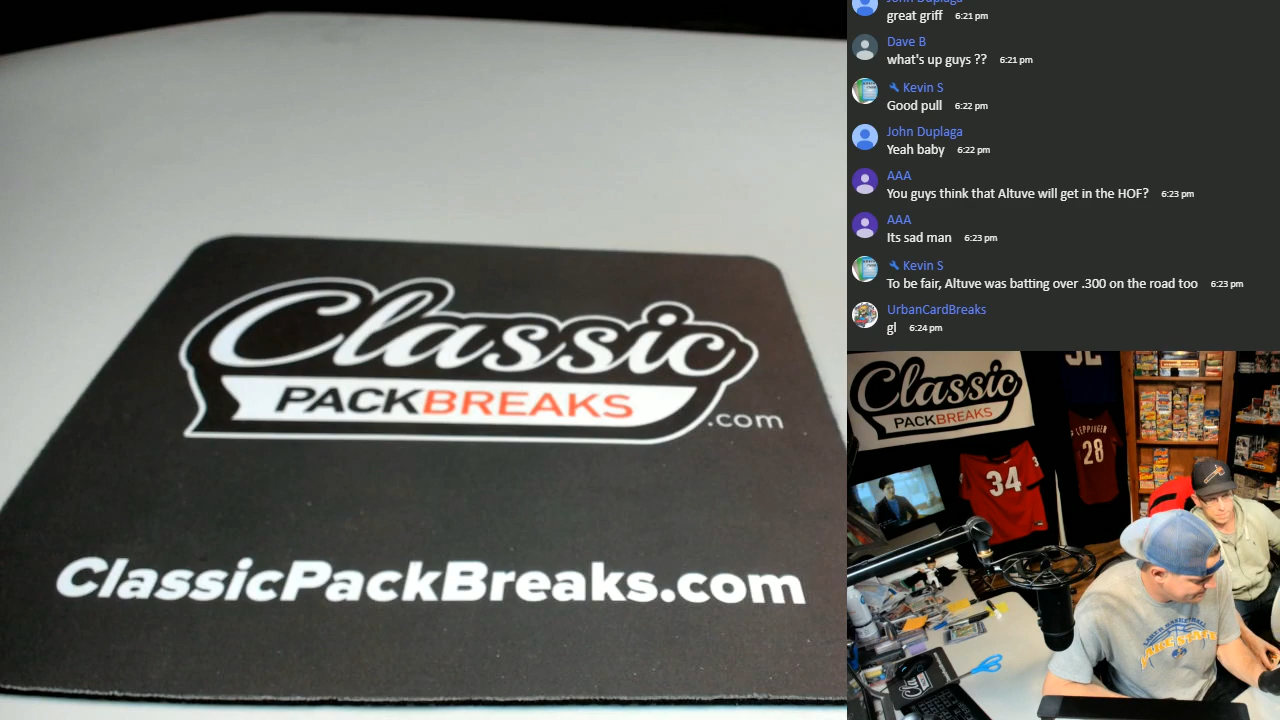 Classic
PACKBREAKS
.com
ClassicPackBreaks.com
John Duplaga
great griff 6:21 pm
Dave B
what's up guys ?? 6:21 pm
Kevin S
Good pull 6:22 pm
John Duplaga
Yeah baby 6:22 pm
AAA
You guys think that Altuve will get in the HOF? 6:23 pm
AAA
Its sad man 6:23 pm
Kevin S
To be fair, Altuve was batting over .300 on the road too 6:23 pm
UrbanCardBreaks
gl 6:24 pm
Classic
PACKBREAKS
34
LEPPINGER
28